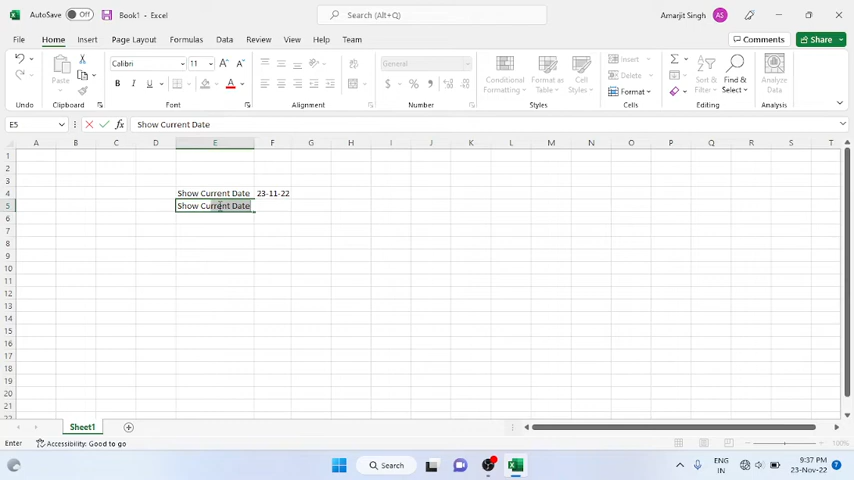 AutoSave Off Book1 - Excel Search (Alt+Q) Amarjit Singh AS
File Home Insert Page Layout Formulas Data Review View Help Team Comments Share
Calibri 11 General Insert
Paste B I U A Conditional Format as Cell Delete Sort & Find & Analyze
Formatting Table Styles Format Filter Select Data
Undo Clipboard Font Alignment Number Styles Cells Editing Analysis
E5 fx Show Current Date
A B C D E F G H I J K L M N O P Q R S T
1
2
3
4 Show Current Date 23-11-22
5 Show Current Date
6
7
8
9
10
11
12
13
14
15
16
17
18
19
20
21
Sheet1
Enter Accessibility: Good to go 100%
Search ENG 9:37 PM
IN 23-Nov-22 7